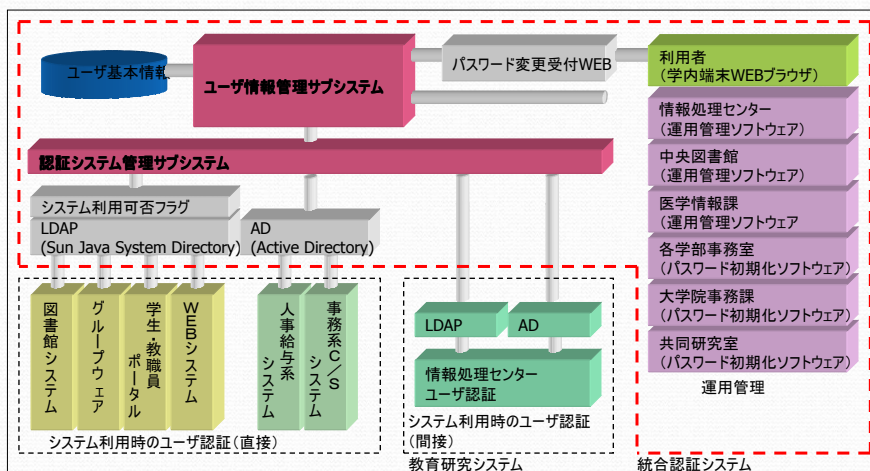 ユーザ基本情報
ユーザ情報管理サブシステム
パスワード変更受付WEB
利用者
(学内端末WEBブラウザ)
情報処理センター
(運用管理ソフトウェア)
中央図書館
(運用管理ソフトウェア)
医学情報課
(運用管理ソフトウェア
各学部事務室
(パスワード初期化ソフトウェア)
大学院事務課
(パスワード初期化ソフトウェア)
共同研究室
(パスワード初期化ソフトウェア)
運用管理
認証システム管理サブシステム
システム利用可否フラグ
LDAP
(Sun Java System Directory)
AD
(Active Directory)
図書館システム
グループウェア
学生・教職員
ポータル
WEBシステム
人事給与系
システム
事務系C/S
システム
システム利用時のユーザ認証(直接)
LDAP
AD
情報処理センター
ユーザ認証
システム利用時のユーザ認証
(間接)
教育研究システム
統合認証システム